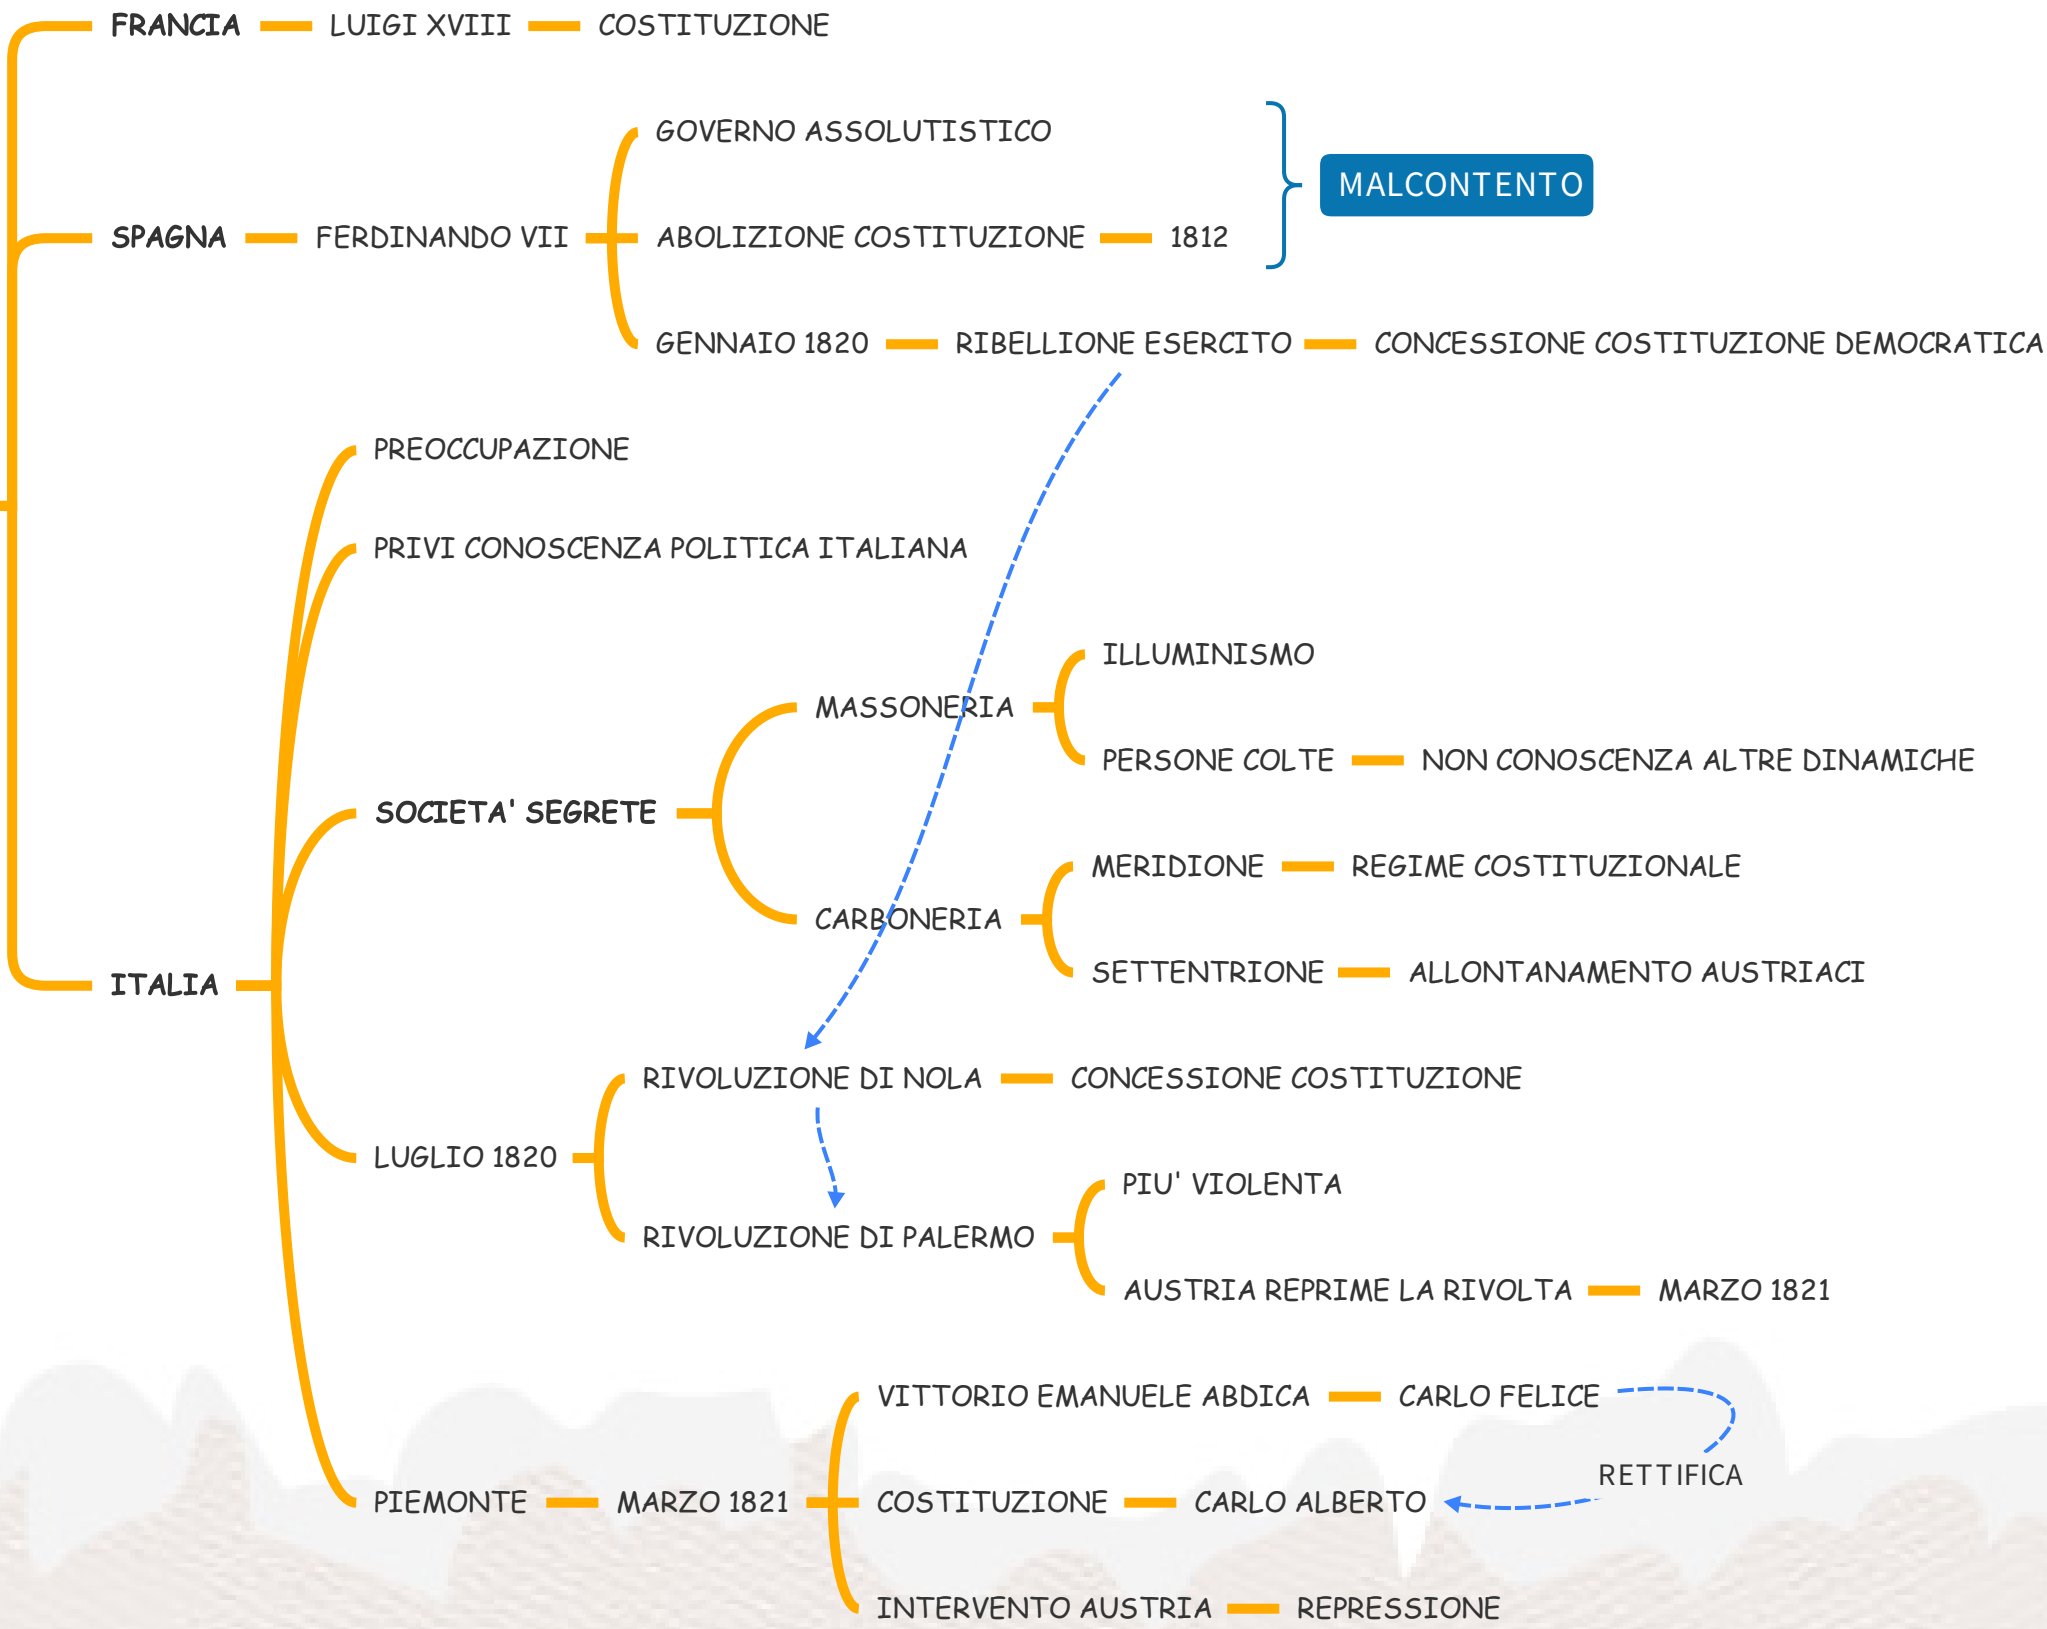 FRANCIA
LUIGI XVIII
COSTITUZIONE
SPAGNA
FERDINANDO VII
GOVERNO ASSOLUTISTICO
ABOLIZIONE COSTITUZIONE
1812
MALCONTENTO
GENNAIO 1820
RIBELLIONE ESERCITO
CONCESSIONE COSTITUZIONE DEMOCRATICA
ITALIA
PREOCCUPAZIONE
PRIVI CONOSCENZA POLITICA ITALIANA
SOCIETA' SEGRETE
MASSONERIA
ILLUMINISMO
PERSONE COLTE
NON CONOSCENZA ALTRE DINAMICHE
CARBONERIA
MERIDIONE
REGIME COSTITUZIONALE
SETTENTRIONE
ALLONTANAMENTO AUSTRIACI
LUGLIO 1820
RIVOLUZIONE DI NOLA
CONCESSIONE COSTITUZIONE
RIVOLUZIONE DI PALERMO
PIU' VIOLENTA
AUSTRIA REPRIME LA RIVOLTA
MARZO 1821
PIEMONTE
MARZO 1821
VITTORIO EMANUELE ABDICA
CARLO FELICE
RETTIFICA
COSTITUZIONE
CARLO ALBERTO
INTERVENTO AUSTRIA
REPRESSIONE